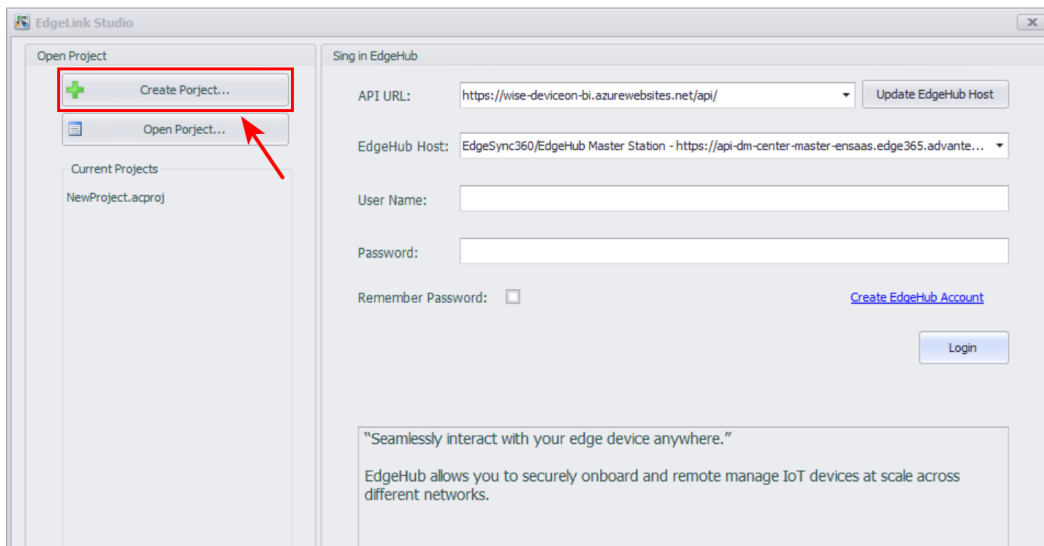 EdgeLink Studio
Open Project
Create Porject...
Open Porject...
Current Projects
NewProject.acproj
Sing in EdgeHub
API URL:
https://wise-deviceon-bi.azurewebsites.net/api/
Update EdgeHub Host
EdgeHub Host:
EdgeSync360/EdgeHub Master Station - https://api-dm-center-master-ensaas.edge365.advante...
User Name:
Password:
Remember Password:
Create EdgeHub Account
Login
“Seamlessly interact with your edge device anywhere.”
EdgeHub allows you to securely onboard and remote manage IoT devices at scale across
different networks.